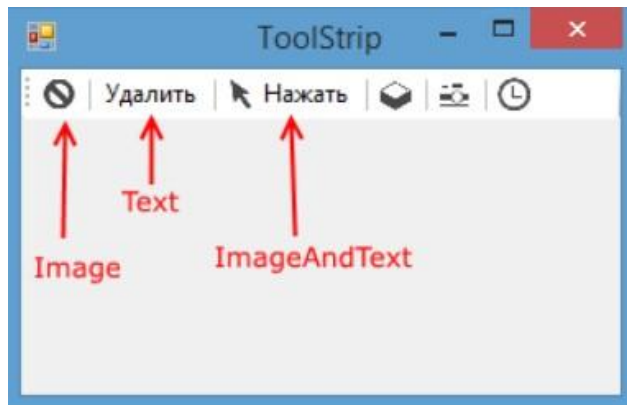 ToolStrip
Удалить Нажать
Text
Image
ImageAndText